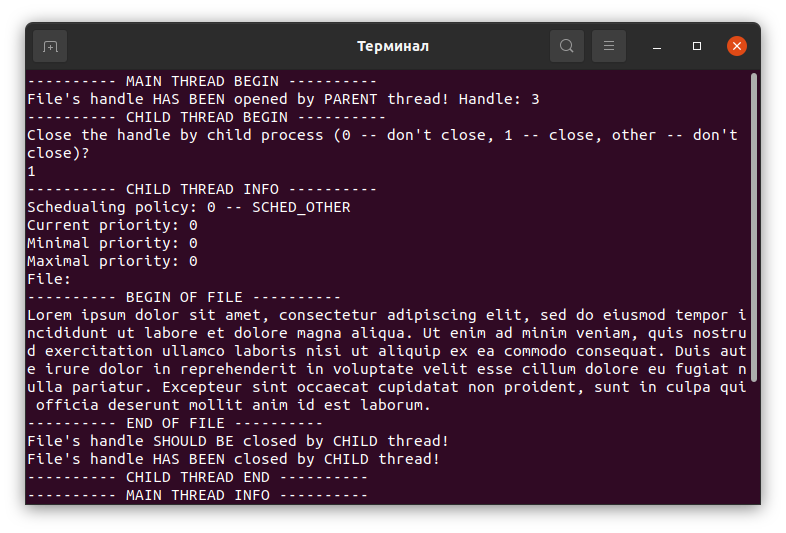 Терминал
---------- MAIN THREAD BEGIN ----------
File's handle HAS BEEN opened by PARENT thread! Handle: 3
---------- CHILD THREAD BEGIN ----------
Close the handle by child process (0 -- don't close, 1 -- close, other -- don't
close)?
1
---------- CHILD THREAD INFO ----------
Schedualing policy: 0 -- SCHED_OTHER
Current priority: 0
Minimal priority: 0
Maximal priority: 0
File:
---------- BEGIN OF FILE ----------
Lorem ipsum dolor sit amet, consectetur adipiscing elit, sed do eiusmod tempor i
ncididunt ut labore et dolore magna aliqua. Ut enim ad minim veniam, quis nostru
d exercitation ullamco laboris nisi ut aliquip ex ea commodo consequat. Duis aut
e irure dolor in reprehenderit in voluptate velit esse cillum dolore eu fugiat n
ulla pariatur. Excepteur sint occaecat cupidatat non proident, sunt in culpa qui
 officia deserunt mollit anim id est laborum.
---------- END OF FILE ----------
File's handle SHOULD BE closed by CHILD thread!
File's handle HAS BEEN closed by CHILD thread!
---------- CHILD THREAD END ----------
---------- MAIN THREAD INFO ----------